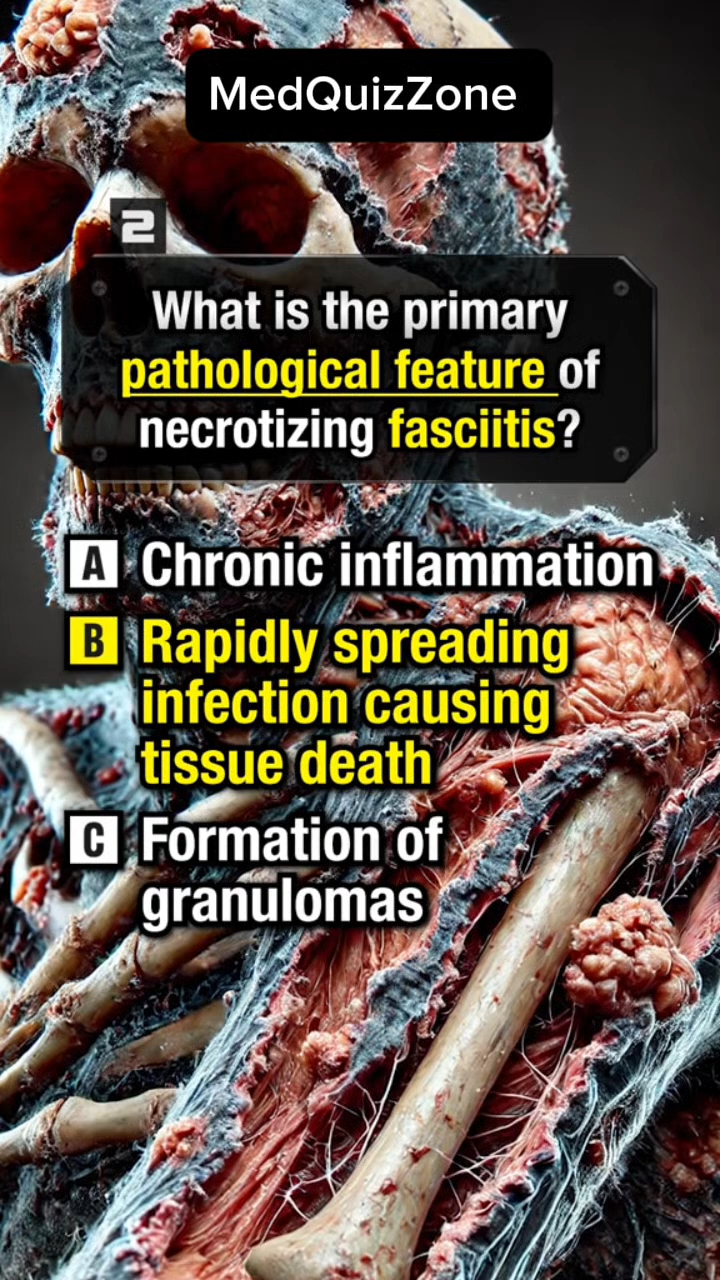 MedQuizZone
2
What is the primary
pathological feature of
necrotizing fasciitis?
A Chronic inflammation
B Rapidly spreading
infection causing
tissue death
C Formation of
granulomas